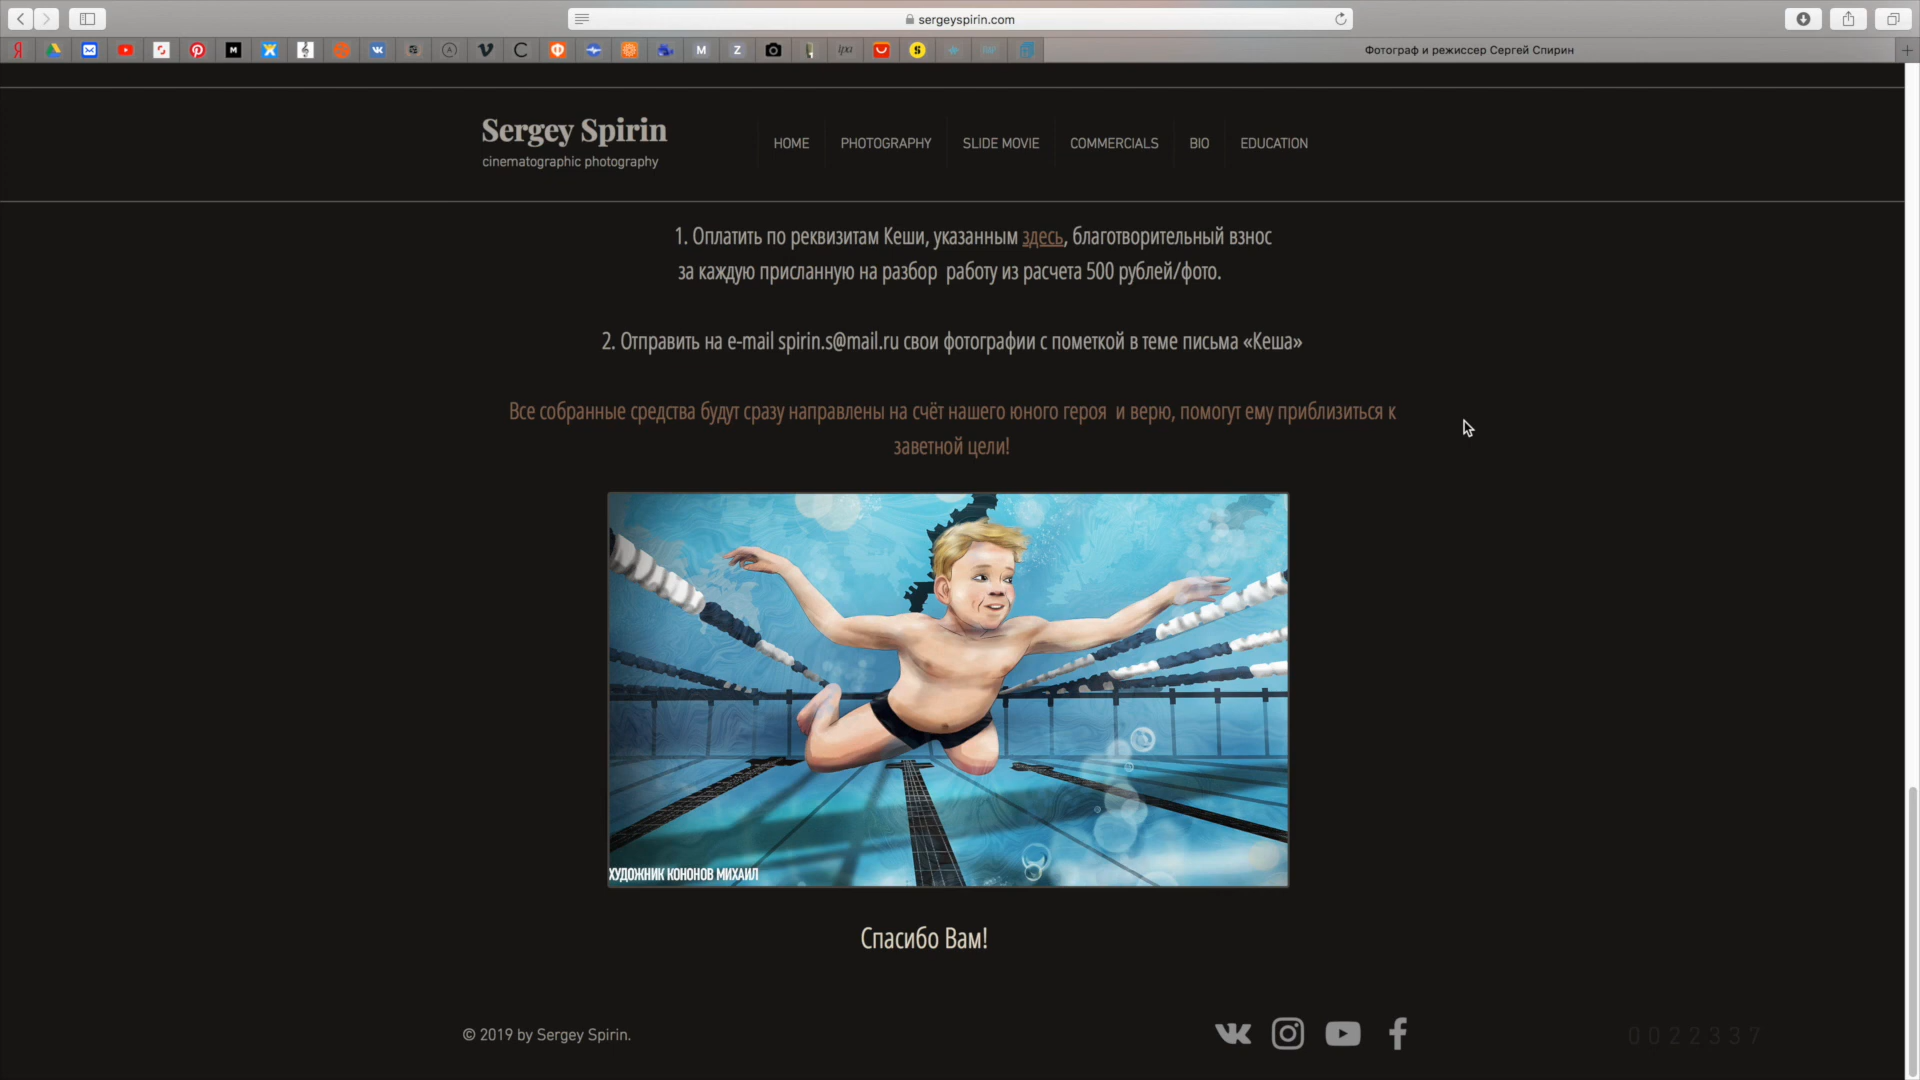 sergeyspirin.com
Фотограф и режиссер Сергей Спирин
Sergey Spirin
cinematographic photography
HOME
PHOTOGRAPHY
SLIDE MOVIE
COMMERCIALS
BIO
EDUCATION
1. Оплатить по реквизитам Кеши, указанным здесь, благотворительный взнос
за каждую присланную на разбор работу из расчета 500 рублей/фото.
2. Отправить на e-mail spirin.s@mail.ru свои фотографии с пометкой в теме письма «Кеша»
Все собранные средства будут сразу направлены на счёт нашего юного героя и верю, помогут ему приблизиться к
заветной цели!
ХУДОЖНИК КОНОНОВ МИХАИЛ
Спасибо Вам!
© 2019 by Sergey Spirin.
0022337